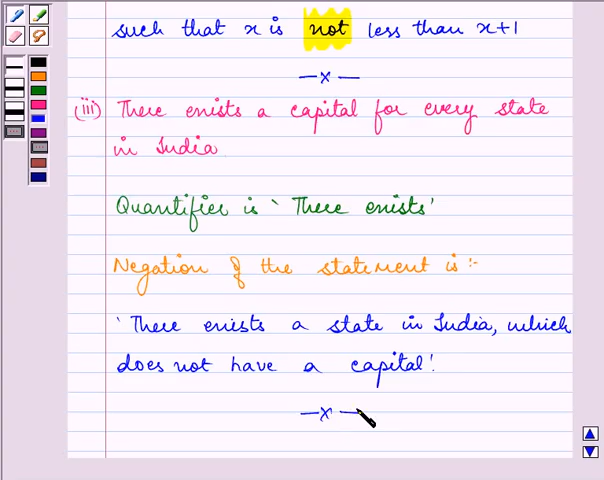 such that x is not less than x+1
—x—
(iii) There exists a capital for every state
in India.
Quantifier is 'There exists'
Negation of the statement is :-
'There exists a state in India, which
does not have a capital'.
—x—